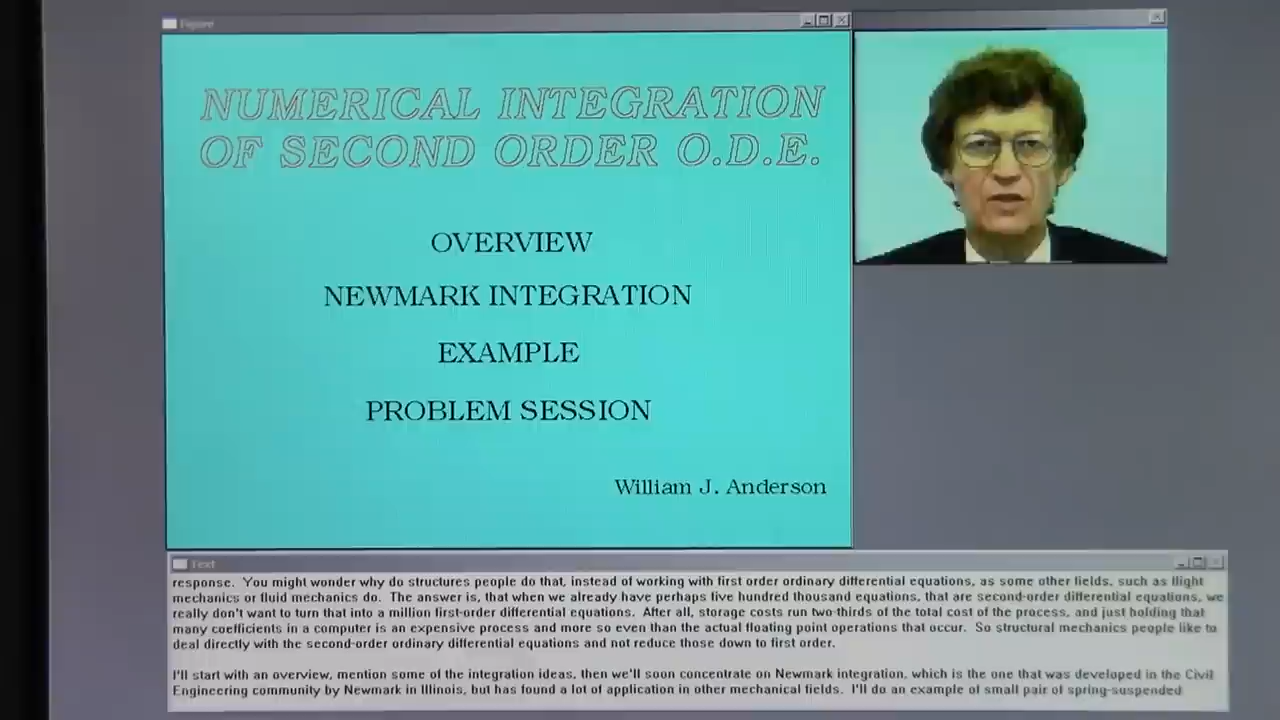 Figure
NUMERICAL INTEGRATION
OF SECOND ORDER O.D.E.
OVERVIEW
NEWMARK INTEGRATION
EXAMPLE
PROBLEM SESSION
William J. Anderson
Text
response. You might wonder why do structures people do that, instead of working with first order ordinary differential equations, as some other fields, such as flight
mechanics or fluid mechanics do. The answer is, that when we already have perhaps five hundred thousand equations, that are second-order differential equations, we
really don't want to turn that into a million first-order differential equations. After all, storage costs run two-thirds of the total cost of the process, and just holding that
many coefficients in a computer is an expensive process and more so even than the actual floating point operations that occur. So structural mechanics people like to
deal directly with the second-order ordinary differential equations and not reduce those down to first order.
I'll start with an overview, mention some of the integration ideas, then we'll soon concentrate on Newmark integration, which is the one that was developed in the Civil
Engineering community by Newmark in Illinois, but has found a lot of application in other mechanical fields. I'll do an example of small pair of spring-suspended